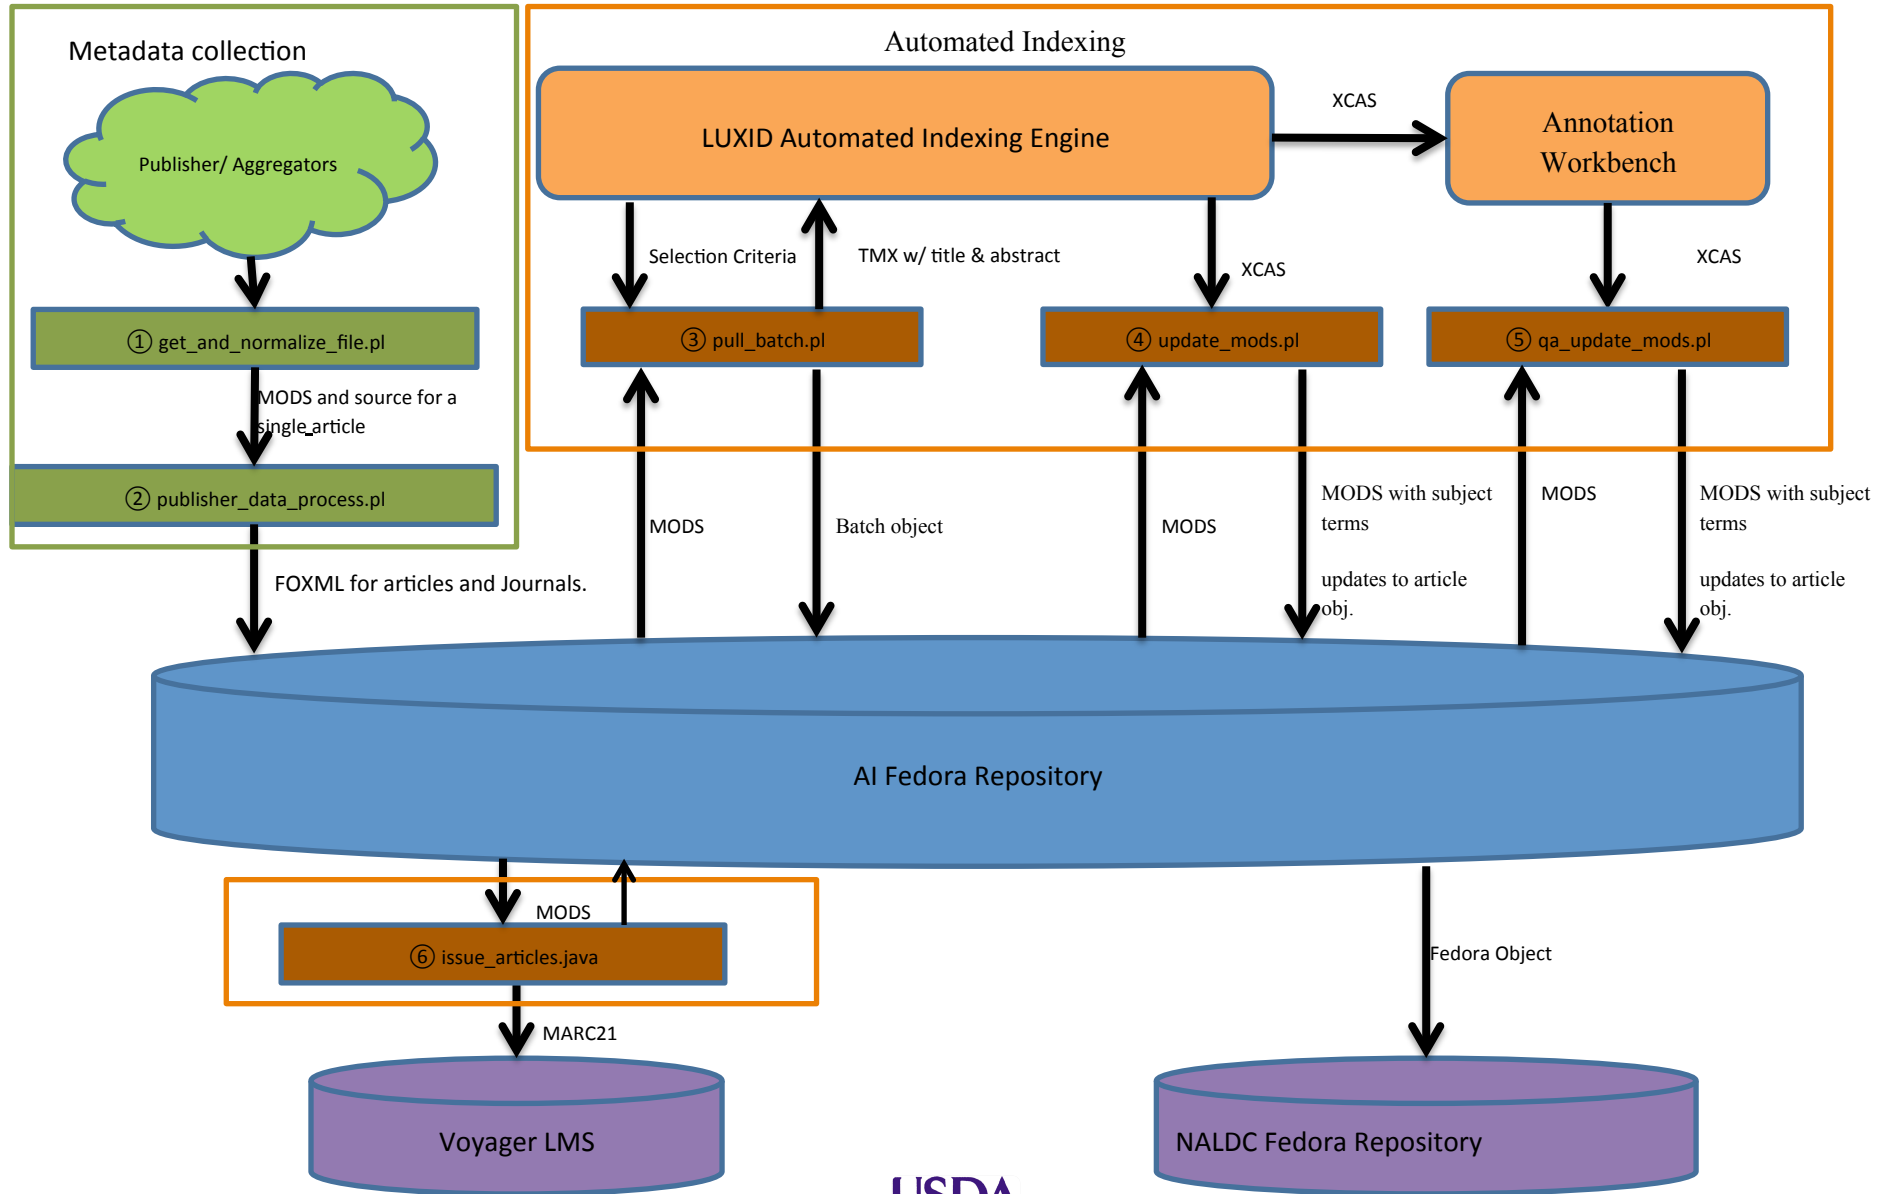 Metadata collection
Publisher/ Aggregators
① get_and_normalize_file.pl
MODS and source for a
single article
② publisher_data_process.pl
FOXML for articles and Journals.
Automated Indexing
LUXID Automated Indexing Engine
XCAS
Annotation
Workbench
Selection Criteria
TMX w/ title & abstract
XCAS
XCAS
③ pull_batch.pl
④ update_mods.pl
⑤ qa_update_mods.pl
MODS
Batch object
MODS
MODS with subject
terms
updates to article
obj.
MODS
MODS with subject
terms
updates to article
obj.
AI Fedora Repository
MODS
⑥ issue_articles.java
MARC21
Fedora Object
Voyager LMS
NALDC Fedora Repository
USDA